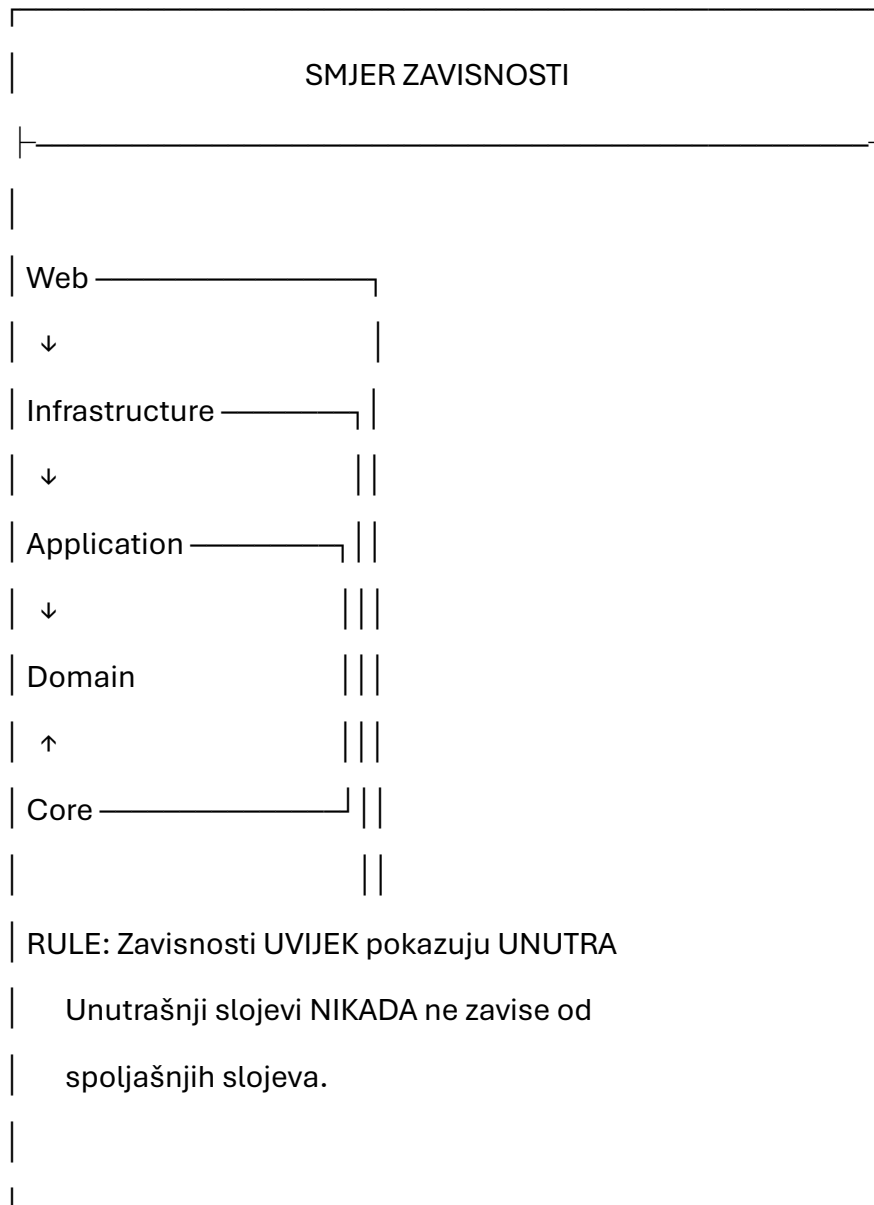 SMJER ZAVISNOSTI
Web
↓
Infrastructure
↓
Application
↓
Domain
↑
Core
RULE: Zavisnosti UVIJEK pokazuju UNUTRA
Unutrašnji slojevi NIKADA ne zavise od
spoljašnjih slojeva.